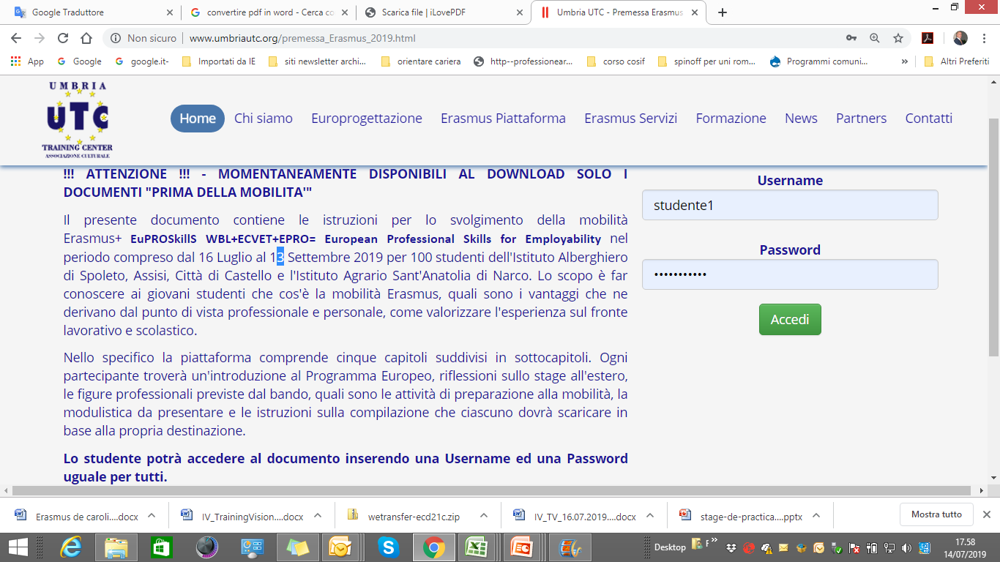 Google Traduttore
convertire pdf in word - Cerca co
Scarica file | iLovePDF
Umbria UTC - Premessa Erasmus
Non sicuro | www.umbriautc.org/premessa_Erasmus_2019.html
App
Google
google.it-
Importati da IE
siti newsletter archi...
orientare cariera
http--professionear...
corso cosif
spinoff per uni rom...
Programmi comuni...
»
Altri Preferiti
UMBRIA
UTC
TRAINING CENTER
ASSOCIAZIONE CULTURALE
Home
Chi siamo
Europrogettazione
Erasmus Piattaforma
Erasmus Servizi
Formazione
News
Partners
Contatti
!!! ATTENZIONE !!! - MOMENTANEAMENTE DISPONIBILI AL DOWNLOAD SOLO I
DOCUMENTI "PRIMA DELLA MOBILITA'"
Il presente documento contiene le istruzioni per lo svolgimento della mobilità
Erasmus+ EuPROSkillS WBL+ECVET+EPRO= European Professional Skills for Employability nel
periodo compreso dal 16 Luglio al 13 Settembre 2019 per 100 studenti dell'Istituto Alberghiero
di Spoleto, Assisi, Città di Castello e l'Istituto Agrario Sant'Anatolia di Narco. Lo scopo è far
conoscere ai giovani studenti che cos'è la mobilità Erasmus, quali sono i vantaggi che ne
derivano dal punto di vista professionale e personale, come valorizzare l'esperienza sul fronte
lavorativo e scolastico.
Nello specifico la piattaforma comprende cinque capitoli suddivisi in sottocapitoli. Ogni
partecipante troverà un'introduzione al Programma Europeo, riflessioni sullo stage all'estero,
le figure professionali previste dal bando, quali sono le attività di preparazione alla mobilità, la
modulistica da presentare e le istruzioni sulla compilazione che ciascuno dovrà scaricare in
base alla propria destinazione.
Lo studente potrà accedere al documento inserendo una Username ed una Password
uguale per tutti.
Username
studente1
Password
•••••••••••
Accedi
Erasmus de caroli....docx
IV_TrainingVision....docx
wetransfer-ecd21c.zip
IV_TV_16.07.2019....docx
stage-de-practica....pptx
Mostra tutto
Desktop
F »
17.58
14/07/2019